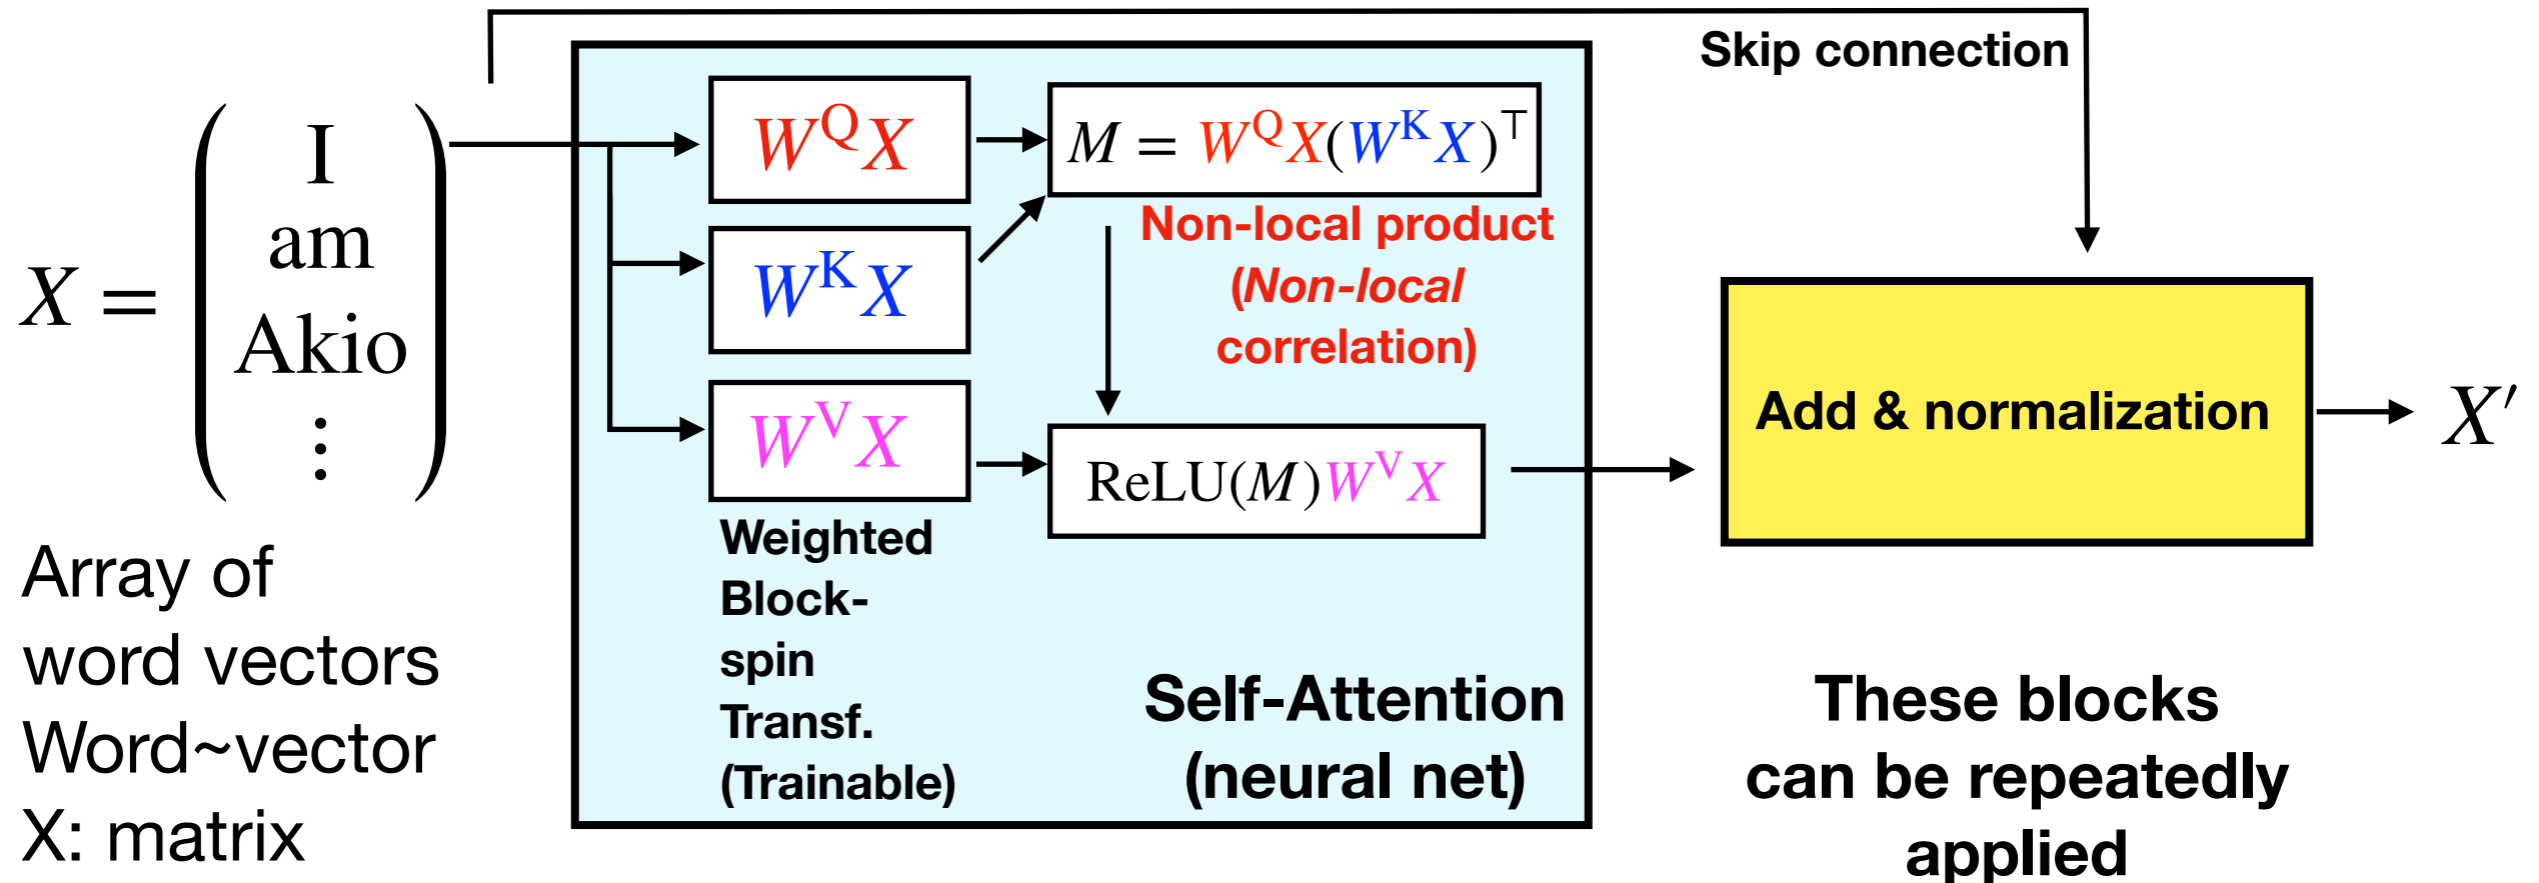 Skip connection
X = ( I
am
Akio
⋮ )
Array of
word vectors
Word~vector
X: matrix
W^Q X
W^K X
W^V X
Weighted
Block-
spin
Transf.
(Trainable)
M = W^Q X(W^K X)^⊤
Non-local product
(Non-local
correlation)
ReLU(M)W^V X
Self-Attention
(neural net)
Add & normalization
X′
These blocks
can be repeatedly
applied